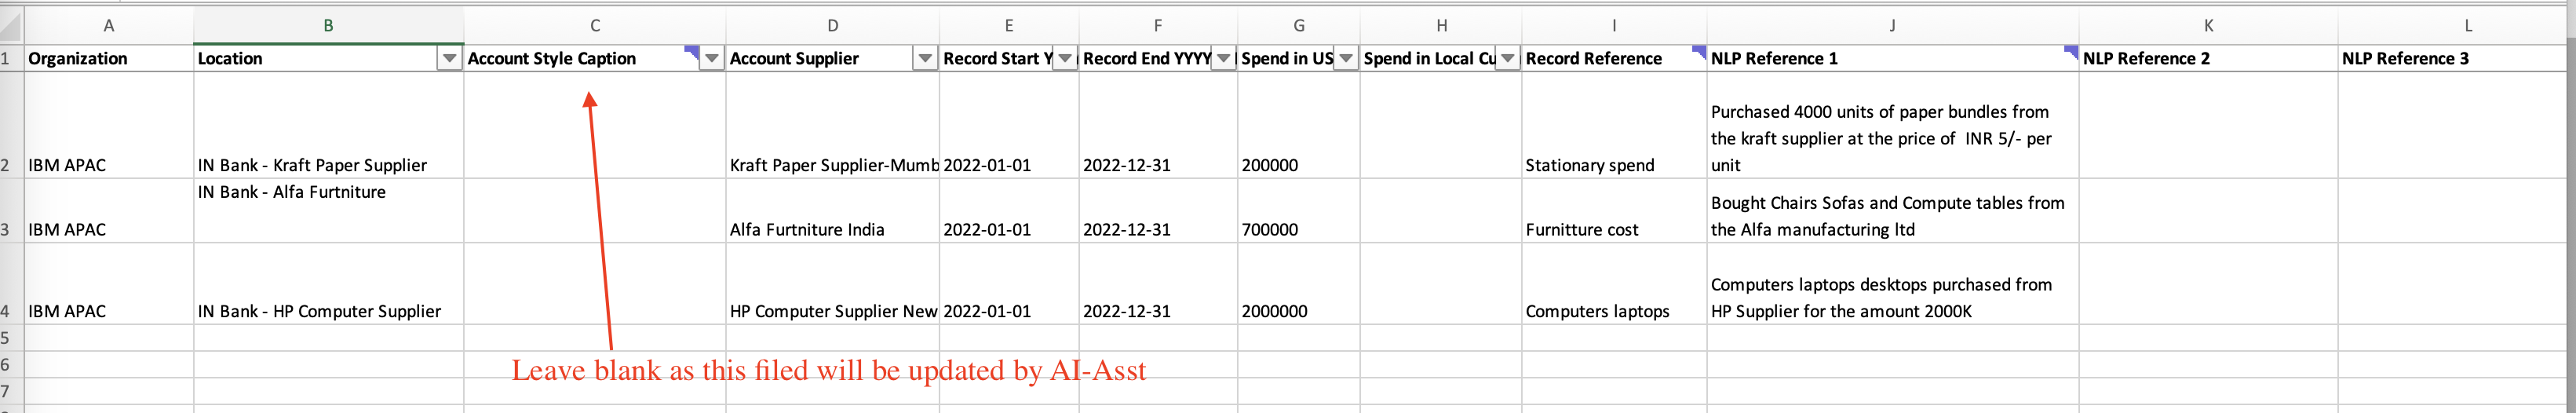 A B C D E F G H I J K L
1 Organization Location Account Style Caption Account Supplier Record Start Y Record End YYYY Spend in US Spend in Local Cu Record Reference NLP Reference 1 NLP Reference 2 NLP Reference 3
Purchased 4000 units of paper bundles from
the kraft supplier at the price of  INR 5/- per
2 IBM APAC IN Bank - Kraft Paper Supplier Kraft Paper Supplier-Mumb 2022-01-01 2022-12-31 200000 Stationary spend unit
IN Bank - Alfa Furtniture
Bought Chairs Sofas and Compute tables from
3 IBM APAC Alfa Furtniture India 2022-01-01 2022-12-31 700000 Furnitture cost the Alfa manufacturing ltd
Computers laptops desktops purchased from
4 IBM APAC IN Bank - HP Computer Supplier HP Computer Supplier New 2022-01-01 2022-12-31 2000000 Computers laptops HP Supplier for the amount 2000K
5
6 Leave blank as this filed will be updated by AI-Asst
7